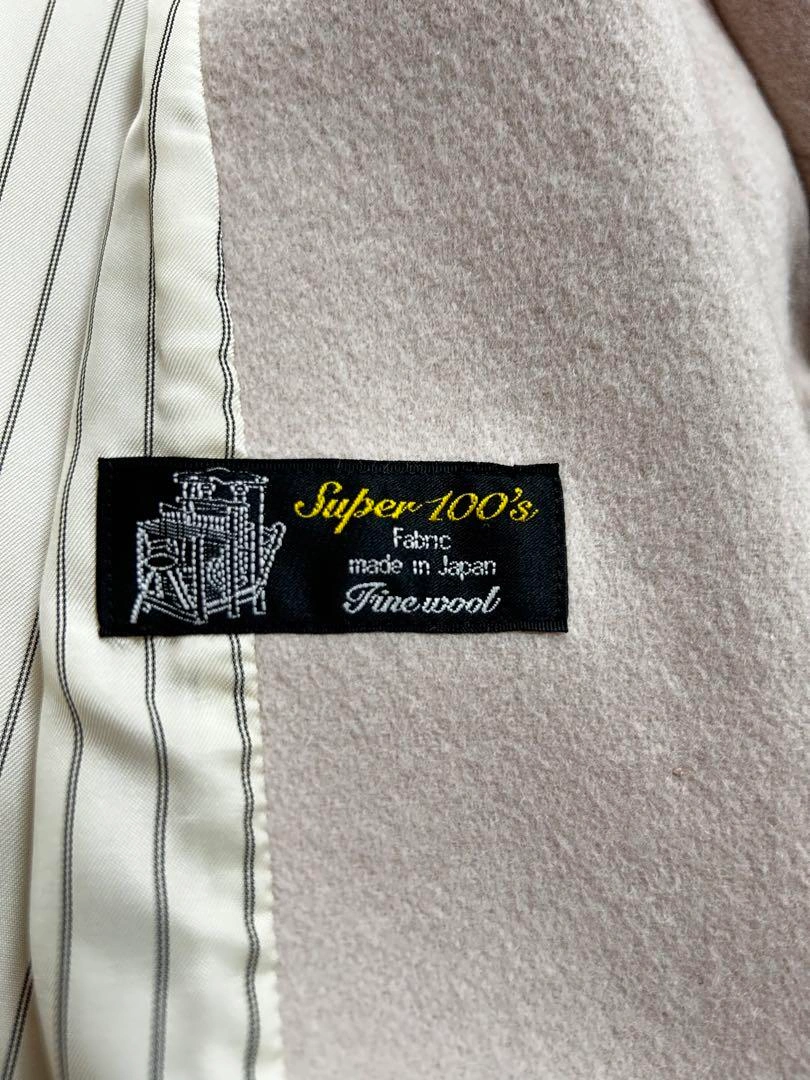 Super 100's
Fabric
made in Japan
Fine wool